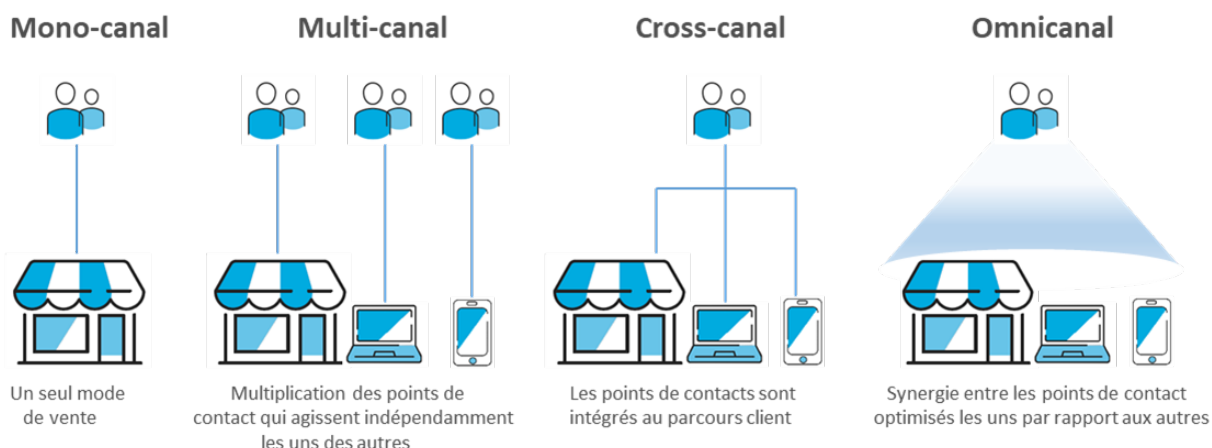 Mono-canal
Multi-canal
Cross-canal
Omnicanal
Un seul mode
de vente
Multiplication des points de
contact qui agissent indépendamment
les uns des autres
Les points de contacts sont
intégrés au parcours client
Synergie entre les points de contact
optimisés les uns par rapport aux autres